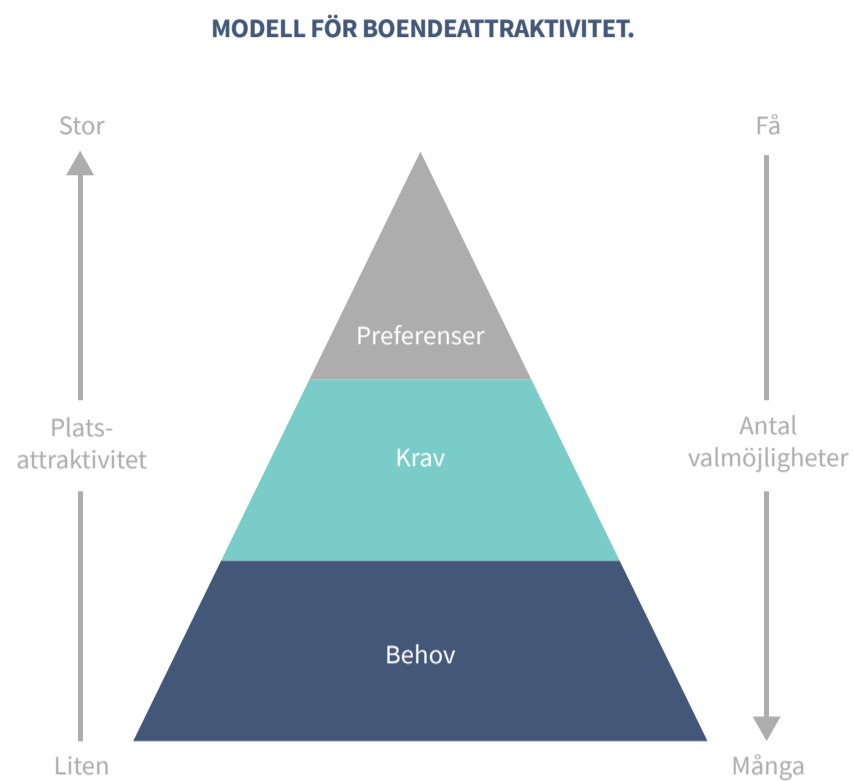 MODELL FÖR BOENDEATTRAKTIVITET.
Stor
Få
Preferenser
Plats-
attraktivitet
Krav
Antal
valmöjligheter
Behov
Liten
Många